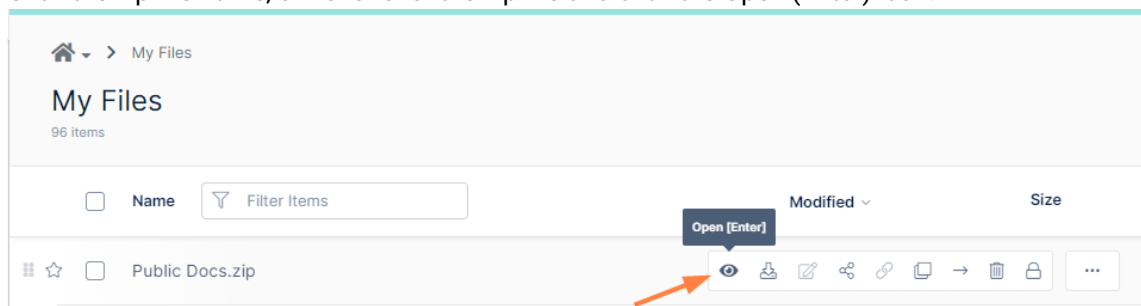 My Files
My Files
96 items
Name
Filter Items
Modified
Size
Open [Enter]
Public Docs.zip